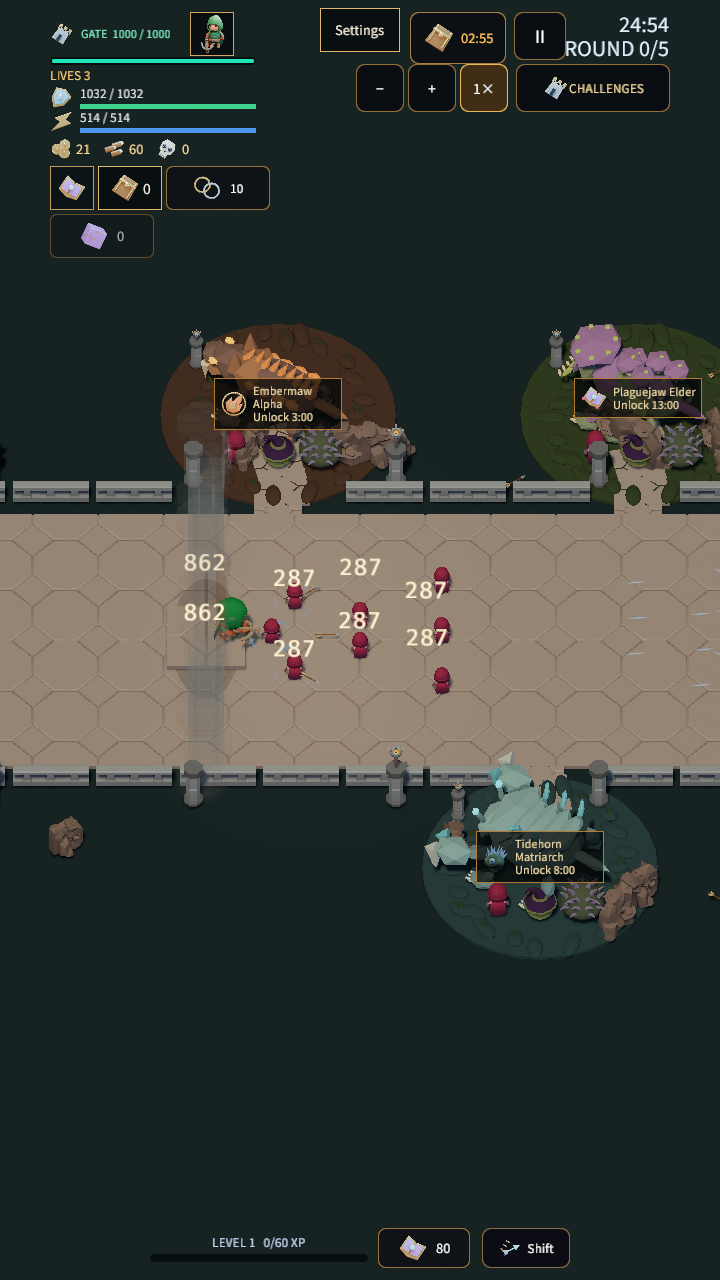 GATE 1000 / 1000
Settings
02:55
24:54
ROUND 0/5
LIVES 3
1032 / 1032
514 / 514
− + 1×
CHALLENGES
21 60 0
0 10
0
Embermaw
Alpha
Unlock 3:00
Plaguejaw Elder
Unlock 13:00
862
287
287
287
862
287
287
287
Tidehorn
Matriarch
Unlock 8:00
LEVEL 1 0/60 XP
80
Shift